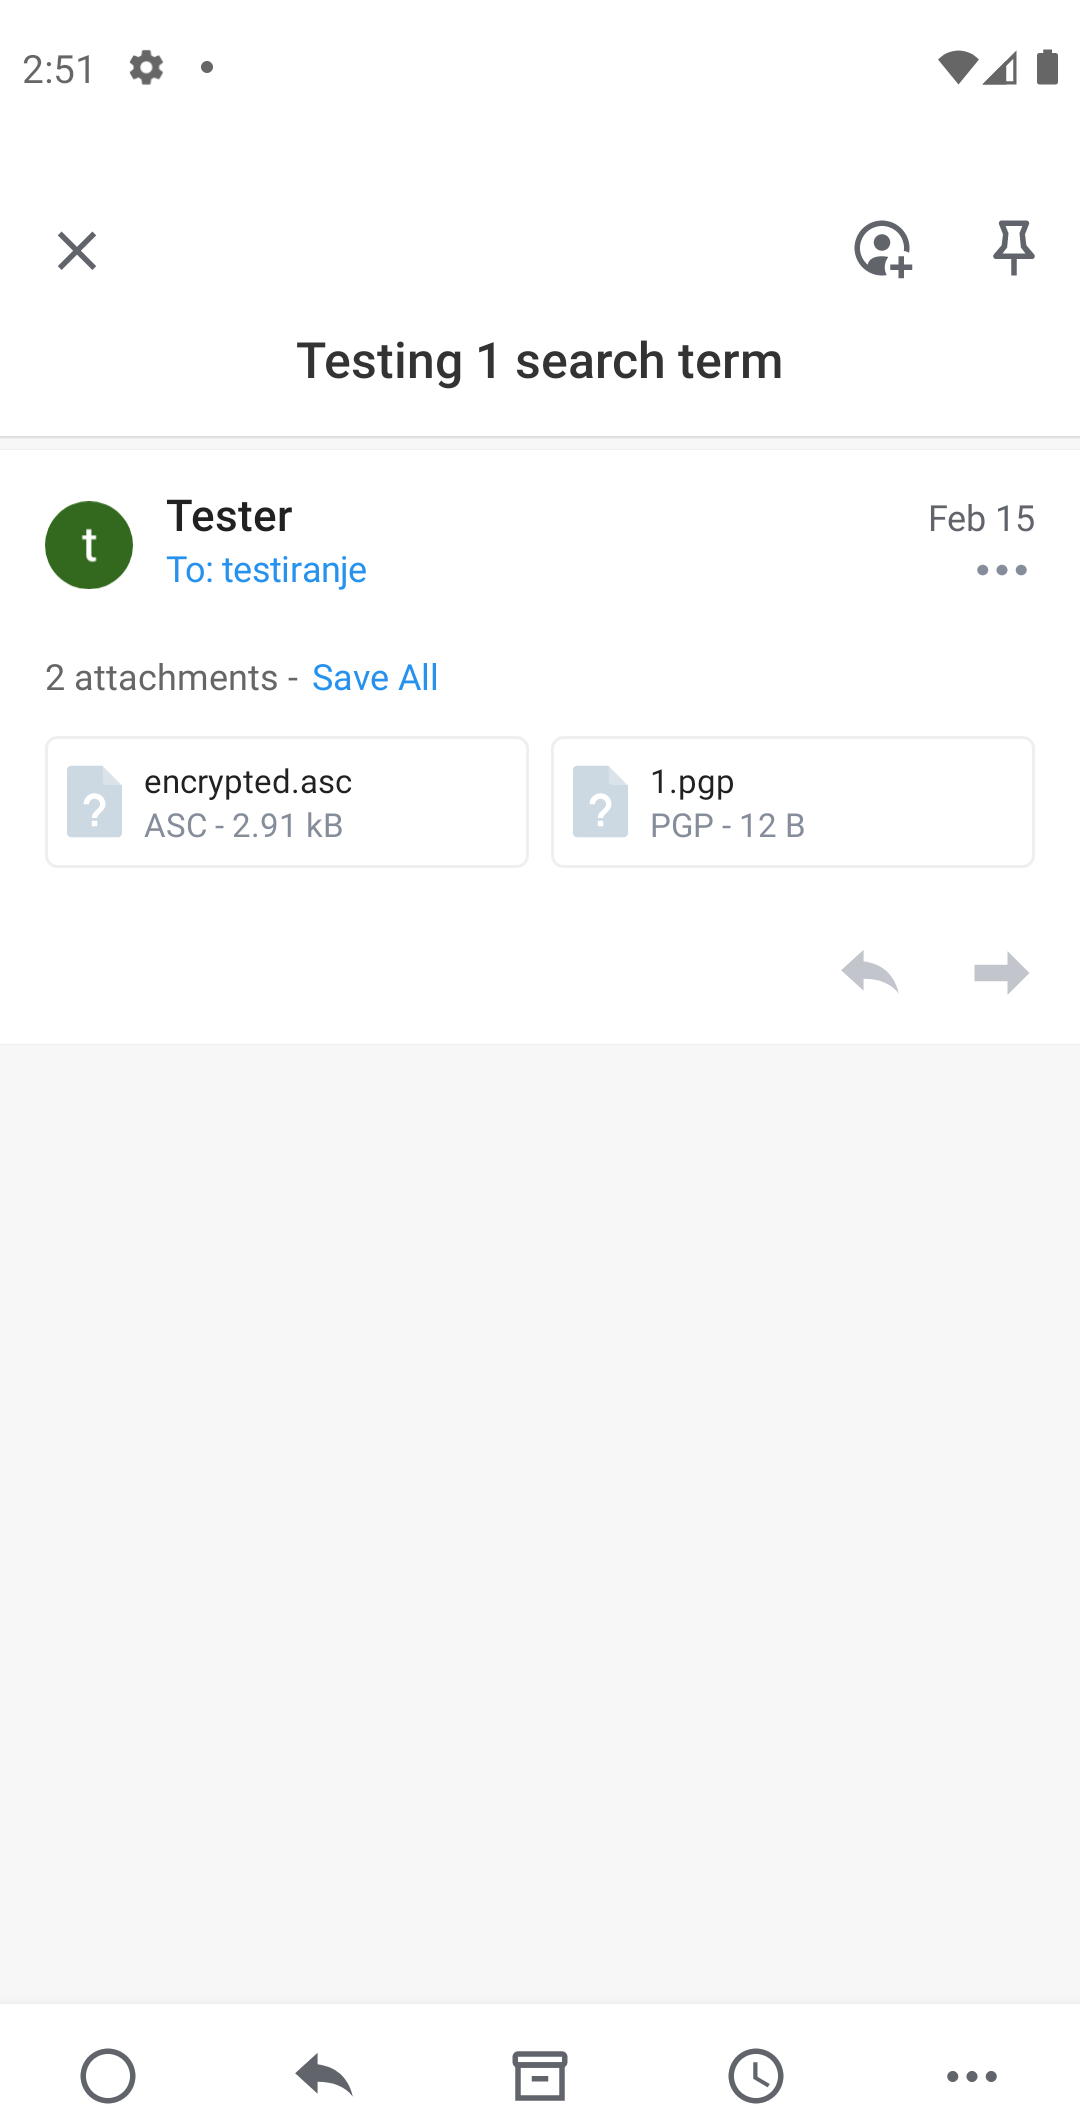 2:51
Testing 1 search term
t
Tester
Feb 15
To: testiranje
2 attachments - Save All
?
encrypted.asc
ASC - 2.91 kB
?
1.pgp
PGP - 12 B